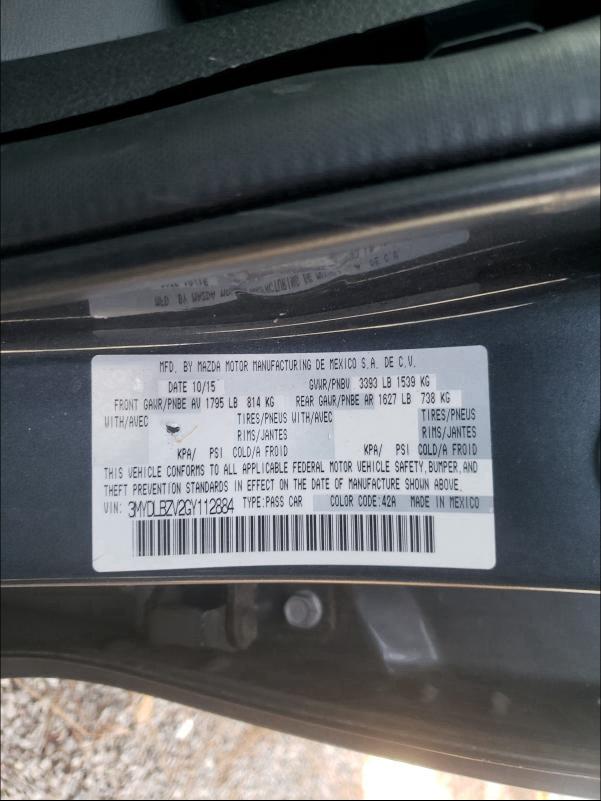 MFD. BY MAZDA MOTOR MANUFACTURING DE MEXICO S.A. DE C.V.
DATE 10/15 GVWR/PNBV 3393 LB 1539 KG
FRONT GAWR/PNBE AV 1795 LB 814 KG REAR GAWR/PNBE AR 1627 LB 738 KG
WITH/AVEC TIRES/PNEUS WITH/AVEC TIRES/PNEUS
RIMS/JANTES RIMS/JANTES
KPA/ PSI COLD/A FROID KPA/ PSI COLD/A FROID
THIS VEHICLE CONFORMS TO ALL APPLICABLE FEDERAL MOTOR VEHICLE SAFETY, BUMPER, AND
THEFT PREVENTION STANDARDS IN EFFECT ON THE DATE OF MANUFACTURE SHOWN ABOVE.
VIN: 3MYDLBZV2GY112884 TYPE: PASS CAR COLOR CODE: 42A MADE IN MEXICO